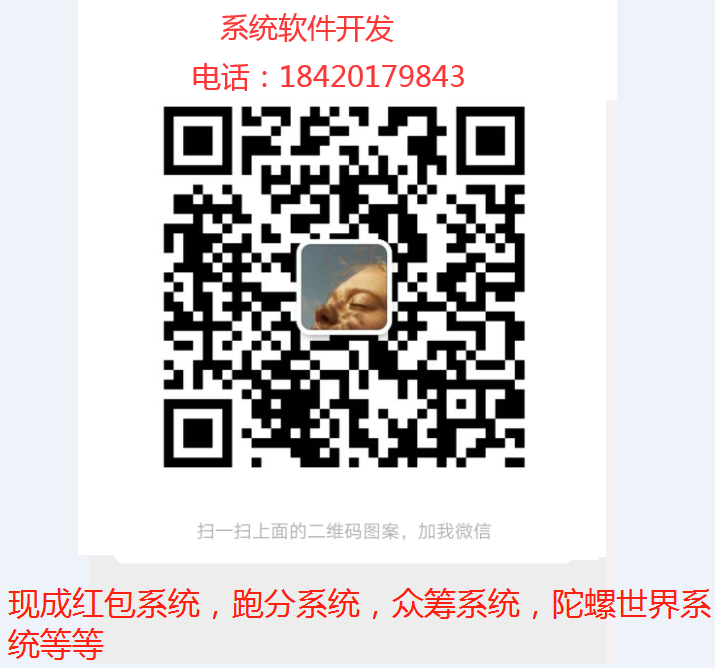 系统软件开发
电话：18420179843
扫一扫上面的二维码图案，加我微信
现成红包系统，跑分系统，众筹系统，陀螺世界系
统等等